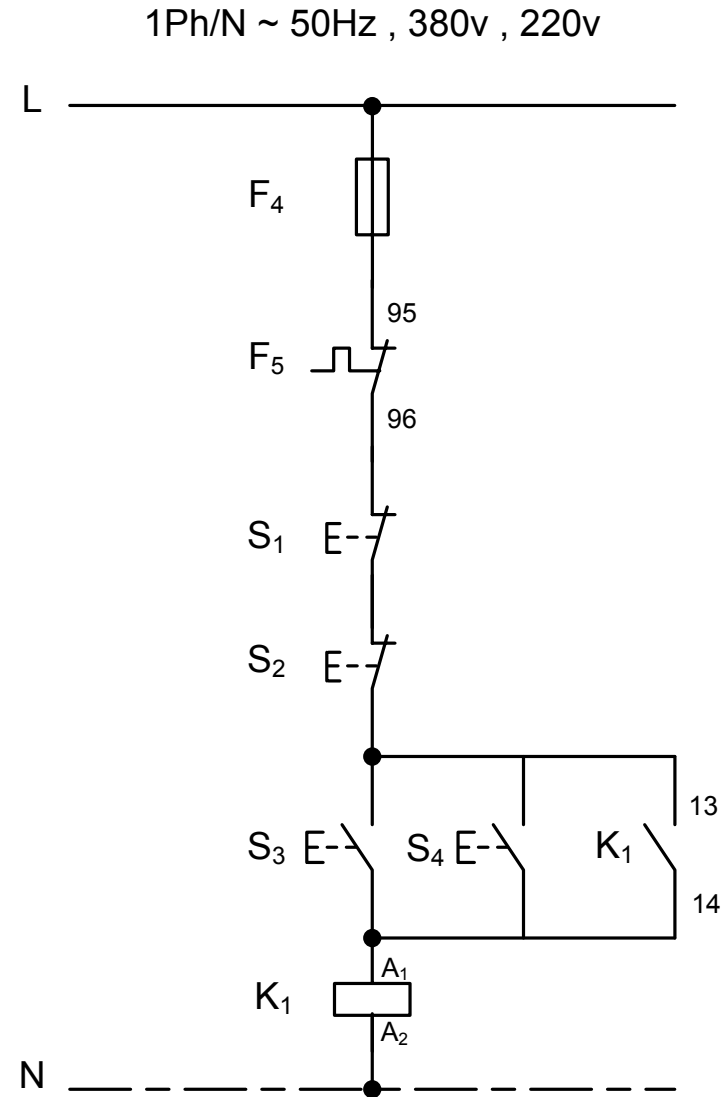 1Ph/N ~ 50Hz , 380v , 220v
L
F₄
95
F₅
96
S₁
S₂
13
S₃
S₄
K₁
14
A₁
K₁
A₂
N